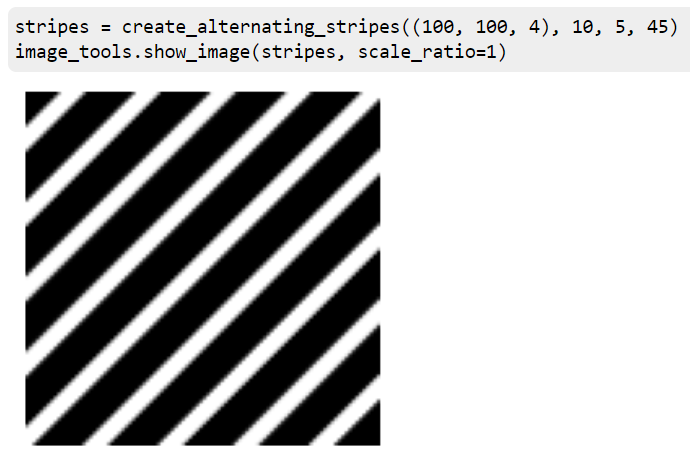 stripes = create_alternating_stripes((100, 100, 4), 10, 5, 45)
image_tools.show_image(stripes, scale_ratio=1)